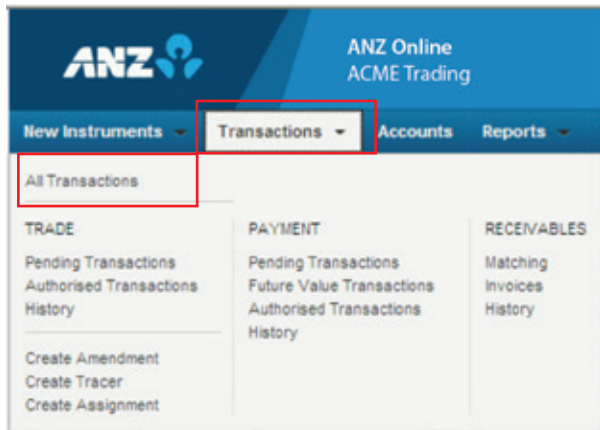 ANZ
ANZ Online
ACME Trading
New Instruments Transactions Accounts Reports
All Transactions
TRADE
Pending Transactions
Authorised Transactions
History
Create Amendment
Create Tracer
Create Assignment
PAYMENT
Pending Transactions
Future Value Transactions
Authorised Transactions
History
RECEIVABLES
Matching
Invoices
History